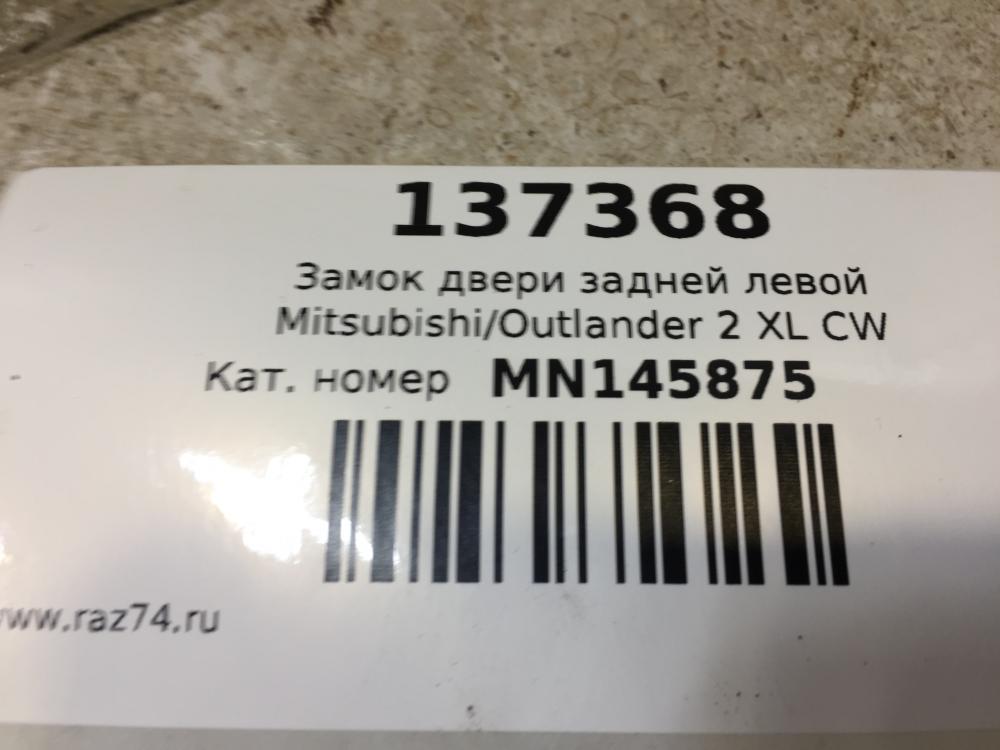 137368
Замок двери задней левой
Mitsubishi/Outlander 2 XL CW
Кат. номер MN145875
www.raz74.ru